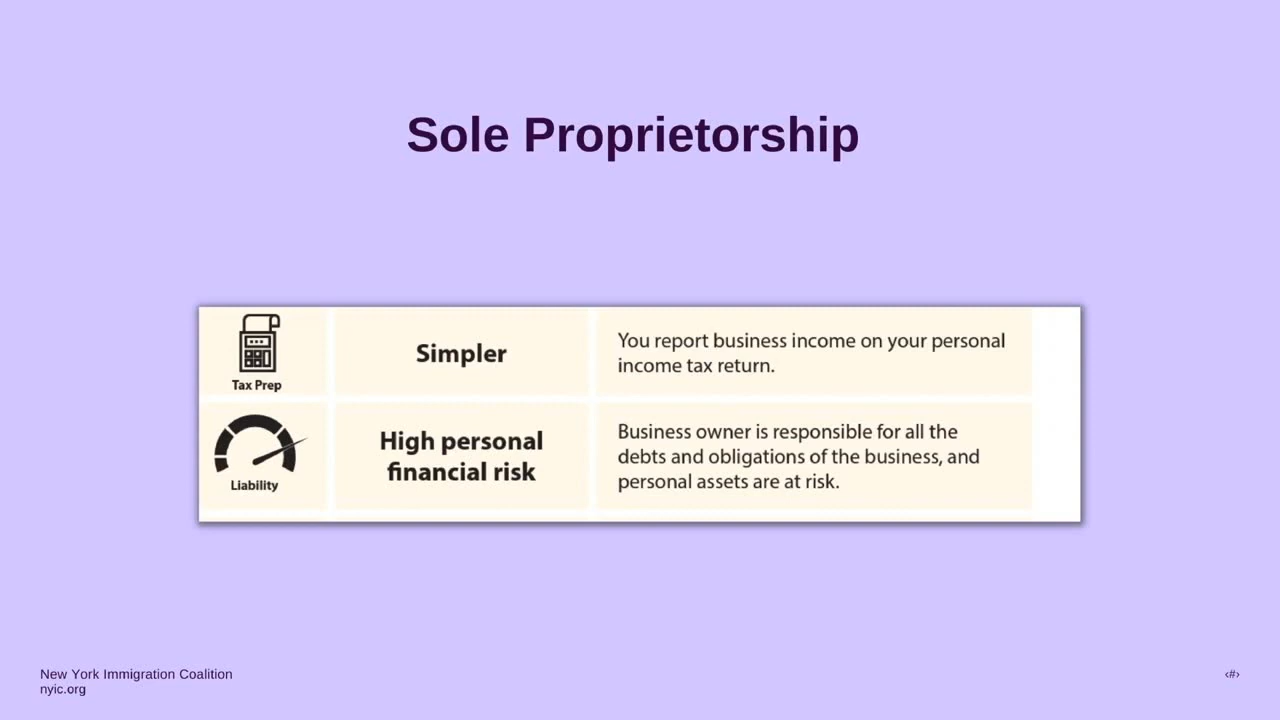 Sole Proprietorship
Tax Prep
Simpler
You report business income on your personal
income tax return.
Liability
High personal
financial risk
Business owner is responsible for all the
debts and obligations of the business, and
personal assets are at risk.
New York Immigration Coalition
nyic.org
‹#›